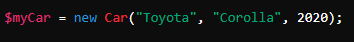 $myCar = new Car("Toyota", "Corolla", 2020);